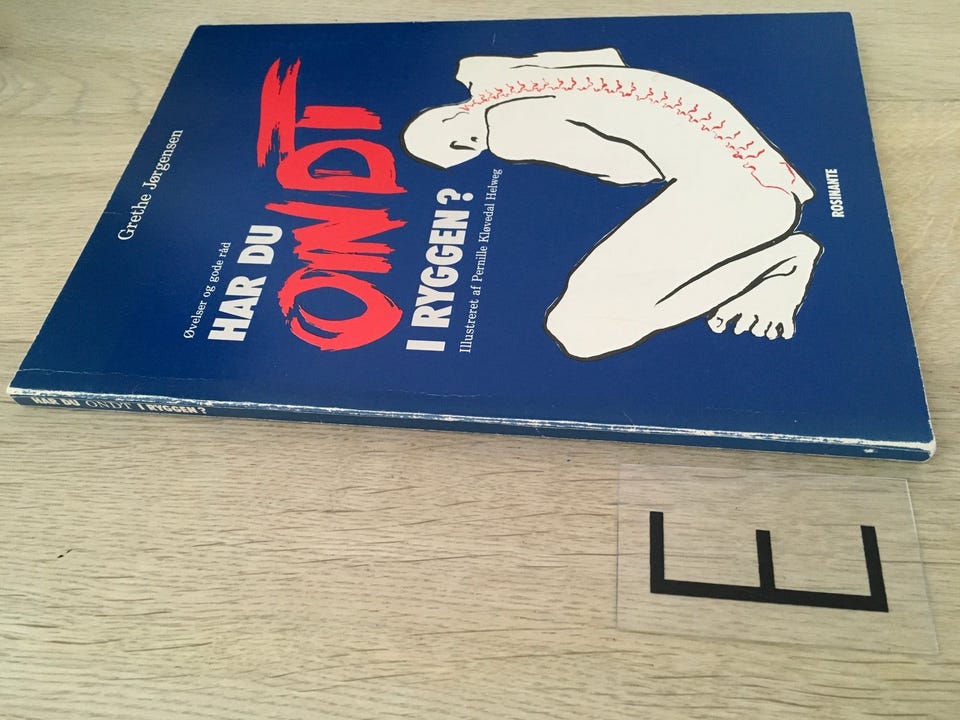 Grethe Jørgensen
Øvelser og gode råd
HAR DU
ONDT
I RYGGEN?
Illustreret af Pernille Kløvedal Helweg
ROSINANTE
HAR DU ONDT I RYGGEN?
E